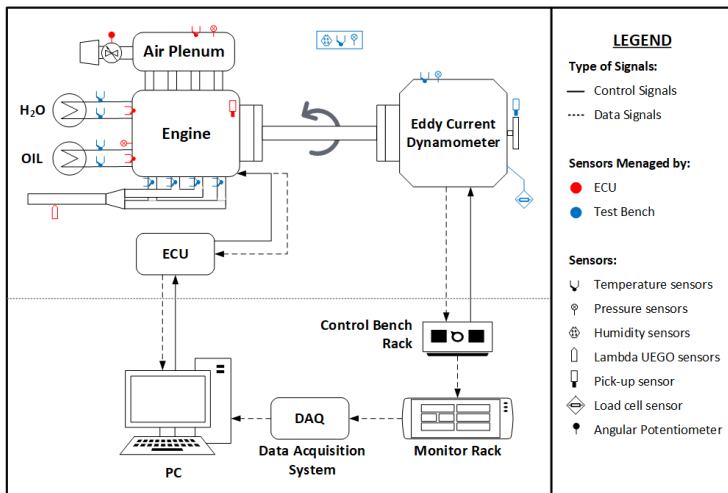 Air Plenum
H₂O
Engine
OIL
Eddy Current
Dynamometer
ECU
Control Bench
Rack
DAQ
Data Acquisition
System
PC
Monitor Rack
LEGEND
Type of Signals:
Control Signals
Data Signals
Sensors Menaged by:
ECU
Test Bench
Sensors:
Temperature sensors
Pressure sensors
Humidity sensors
Lambda UEGO sensors
Pick-up sensor
Load cell sensor
Angular Potentiometer